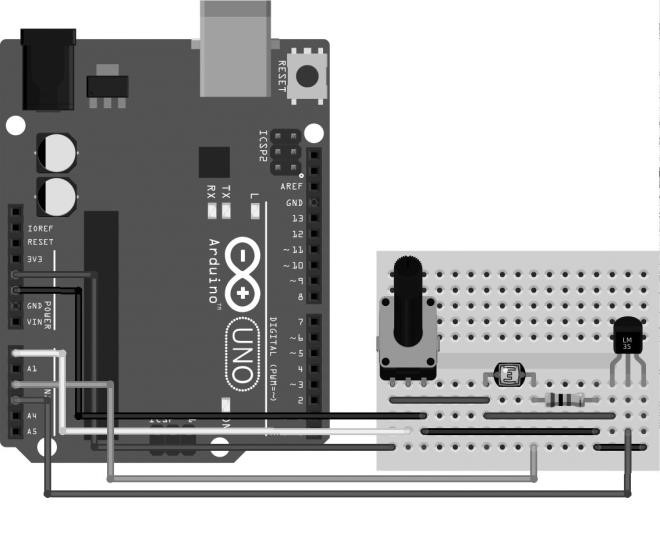 RESET
ICSP2
AREF
GND
13
12
~11
~10
~9
8
7
~6
~5
~4
~3
2
DIGITAL (PWM=~)
L
TX
RX
Arduino™
UNO
IOREF
RESET
3V3
GND
VIN
POWER
A1
A4
A5
LM
35